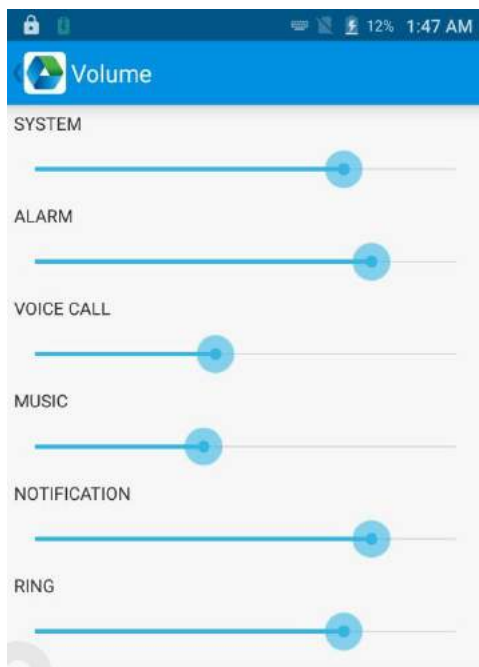 12% 1:47 AM
Volume
SYSTEM
ALARM
VOICE CALL
MUSIC
NOTIFICATION
RING